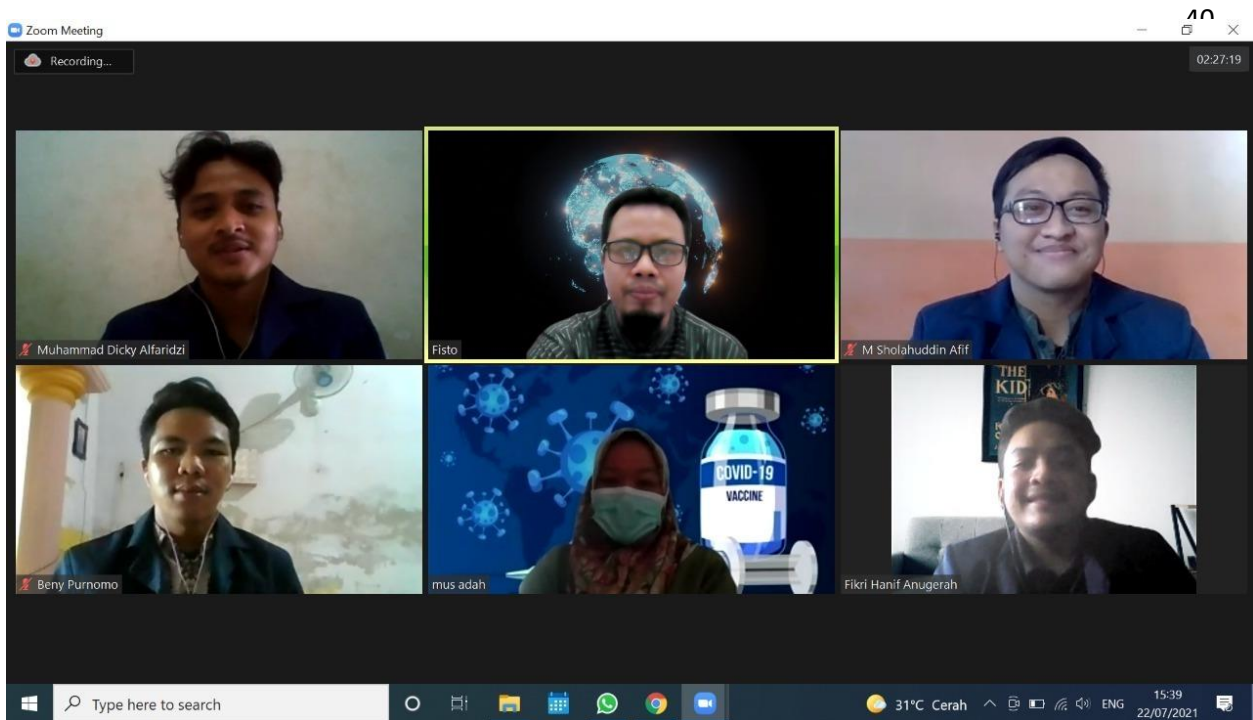 40
Zoom Meeting
Recording...
02:27:19
Muhammad Dicky Alfaridzi
Fisto
M Sholahuddin Afif
THE
KID
COVID-19
VACCINE
Beny Purnomo
mus adah
Fikri Hanif Anugerah
Type here to search
31°C Cerah
ENG
15:39
22/07/2021